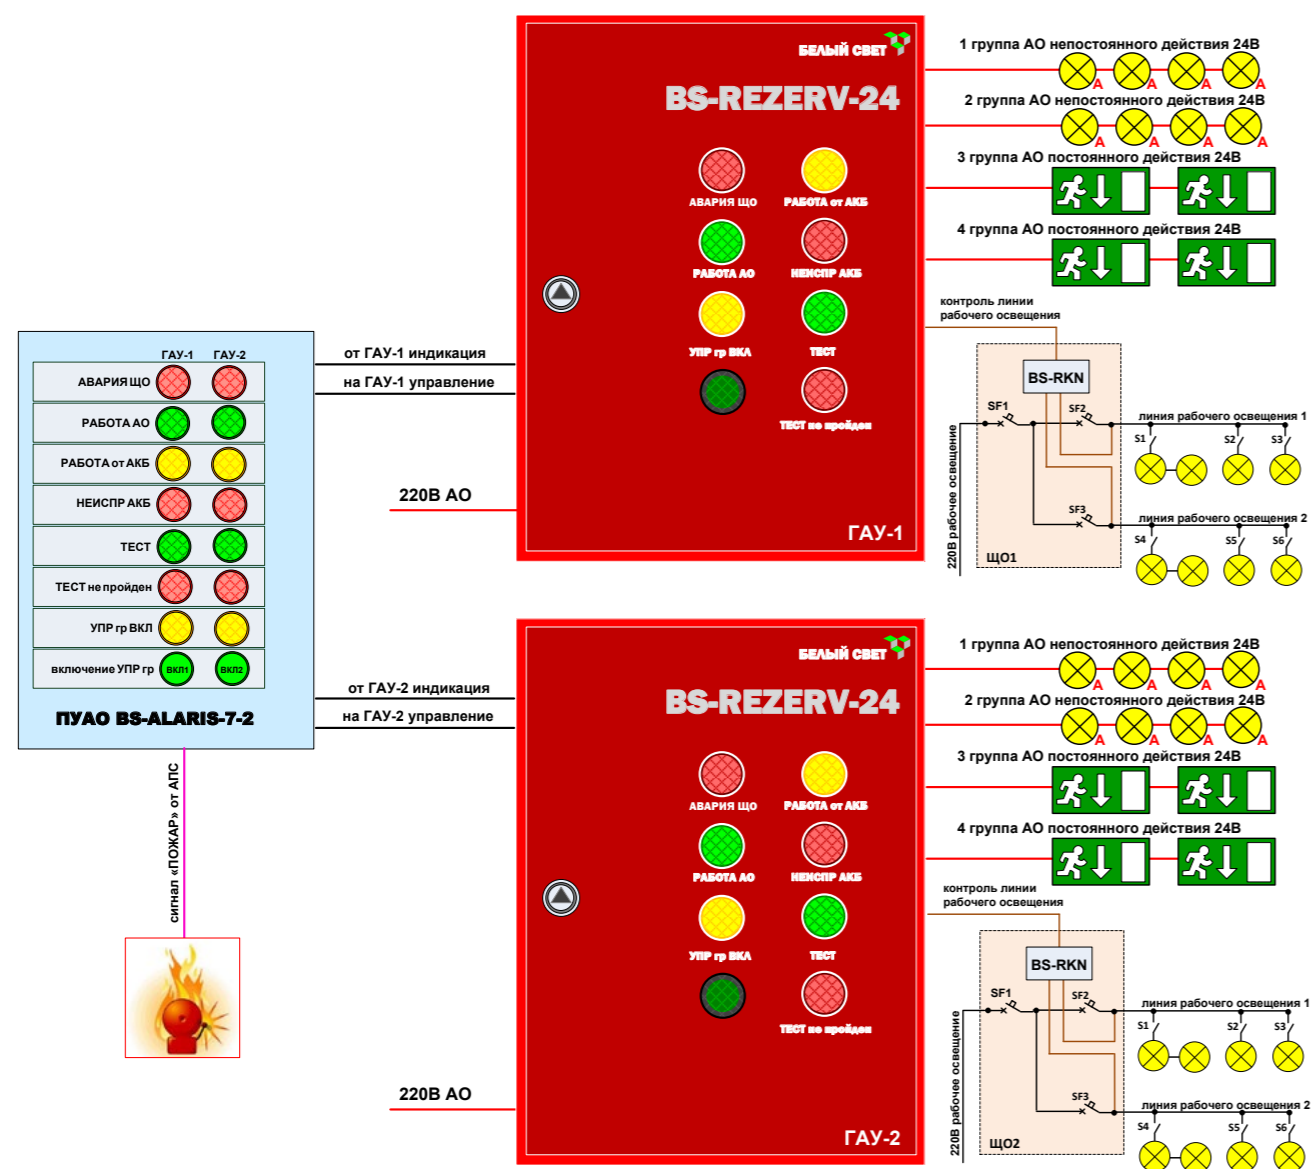 ГАУ-1 ГАУ-2
АВАРИЯ ЩО
РАБОТА АО
РАБОТА от АКБ
НЕИСПР АКБ
ТЕСТ
ТЕСТ не пройден
УПР гр ВКЛ
включение УПР гр ВКЛ1 ВКЛ2
ПУАО BS-ALARIS-7-2
сигнал «ПОЖАР» от АПС
от ГАУ-1 индикация
на ГАУ-1 управление
220В АО
от ГАУ-2 индикация
на ГАУ-2 управление
220В АО
БЕЛЫЙ СВЕТ
BS-REZERV-24
АВАРИЯ ЩО РАБОТА от АКБ
РАБОТА АО НЕИСПР АКБ
УПР гр ВКЛ ТЕСТ
ТЕСТ не пройден
ГАУ-1
1 группа АО непостоянного действия 24В
А А А А
2 группа АО непостоянного действия 24В
А А А А
3 группа АО постоянного действия 24В
4 группа АО постоянного действия 24В
контроль линии
рабочего освещения
BS-RKN
SF1 SF2
SF3
ЩО1
220В рабочее освещение
линия рабочего освещения 1
S1 S2 S3
линия рабочего освещения 2
S4 S5 S6
БЕЛЫЙ СВЕТ
BS-REZERV-24
АВАРИЯ ЩО РАБОТА от АКБ
РАБОТА АО НЕИСПР АКБ
УПР гр ВКЛ ТЕСТ
ТЕСТ не пройден
ГАУ-2
1 группа АО непостоянного действия 24В
А А А А
2 группа АО непостоянного действия 24В
А А А А
3 группа АО постоянного действия 24В
4 группа АО постоянного действия 24В
контроль линии
рабочего освещения
BS-RKN
SF1 SF2
SF3
ЩО2
220В рабочее освещение
линия рабочего освещения 1
S1 S2 S3
линия рабочего освещения 2
S4 S5 S6